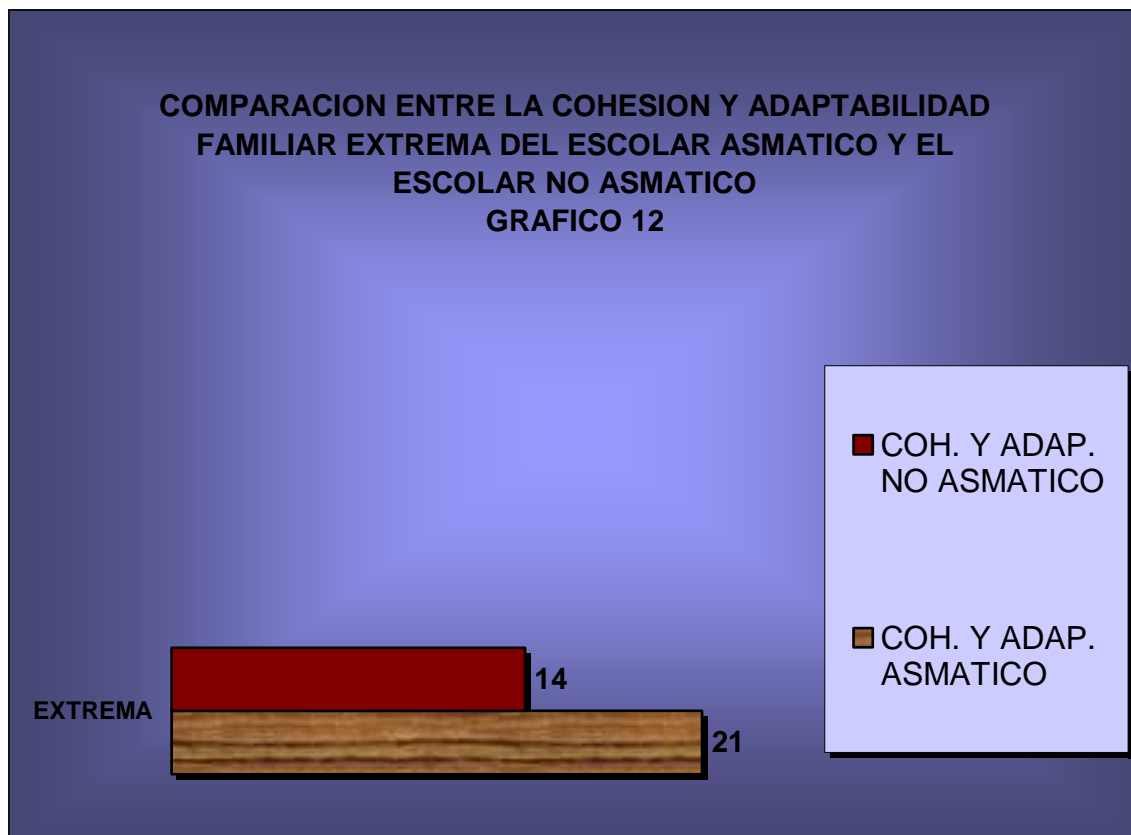 COMPARACION ENTRE LA COHESION Y ADAPTABILIDAD
FAMILIAR EXTREMA DEL ESCOLAR ASMATICO Y EL
ESCOLAR NO ASMATICO
GRAFICO 12
COH. Y ADAP.
NO ASMATICO
COH. Y ADAP.
ASMATICO
14
EXTREMA
21